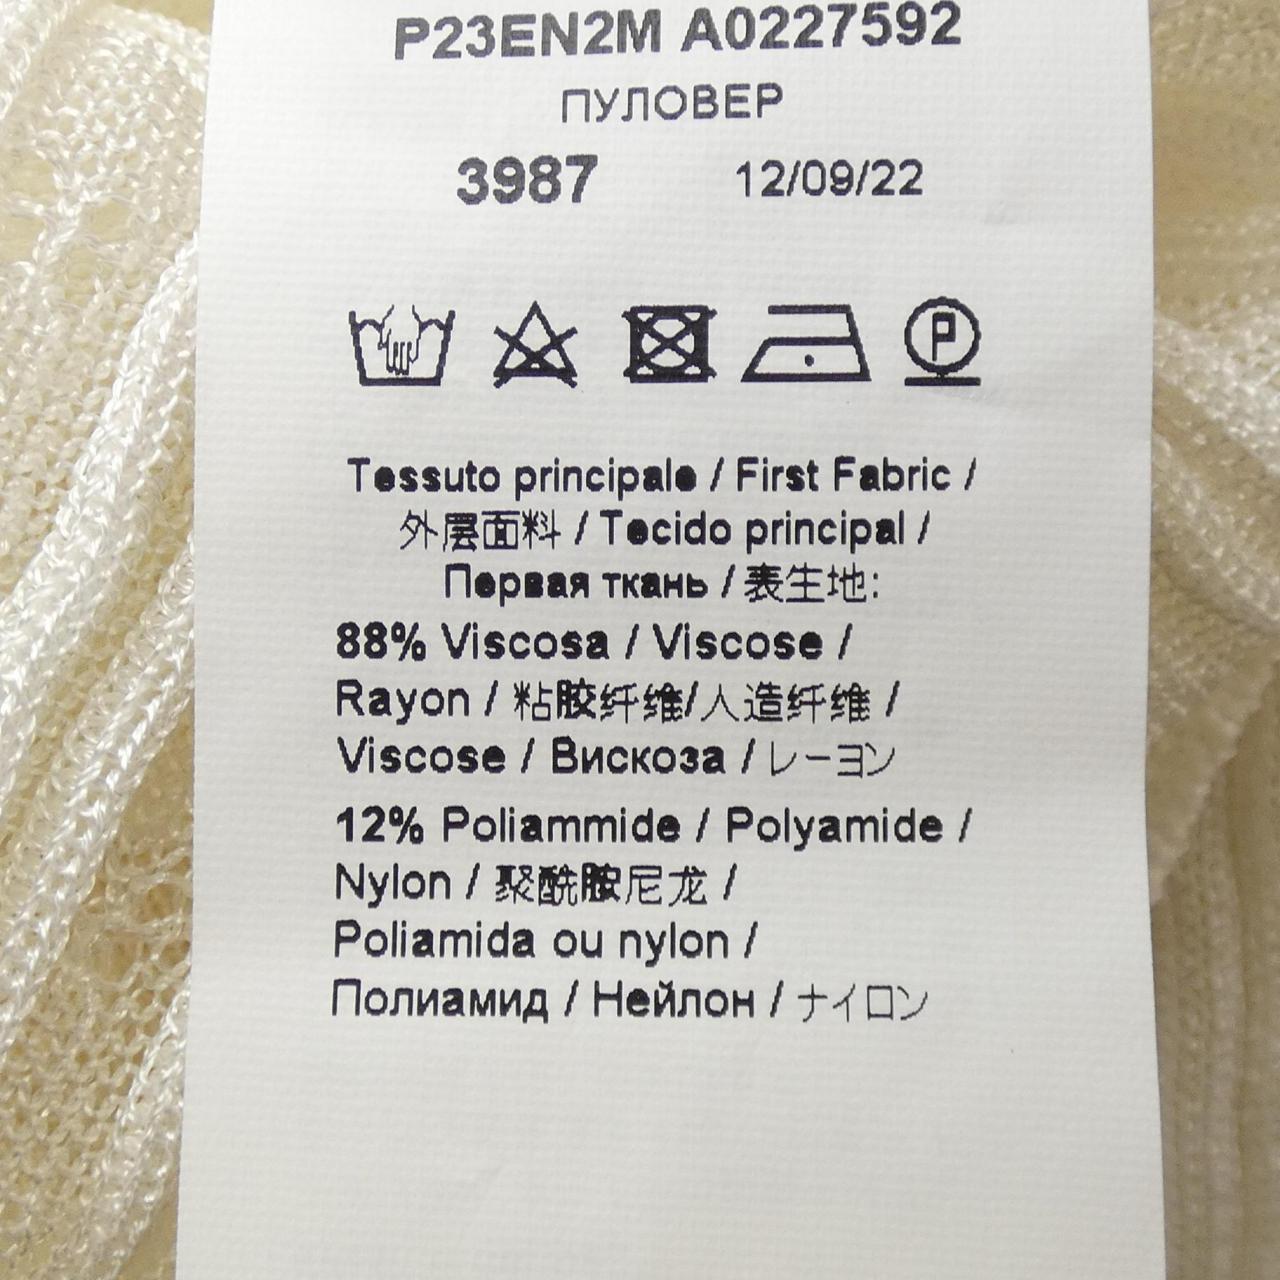 P23EN2M A0227592
ПУЛОВЕР
3987 12/09/22
P
Tessuto principale / First Fabric /
外层面料 / Tecido principal /
Первая ткань / 表生地:
88% Viscosa / Viscose /
Rayon / 粘胶纤维/人造纤维 /
Viscose / Вискоза / レーヨン
12% Poliammide / Polyamide /
Nylon / 聚酰胺尼龙 /
Poliamida ou nylon /
Полиамид / Нейлон / ナイロン